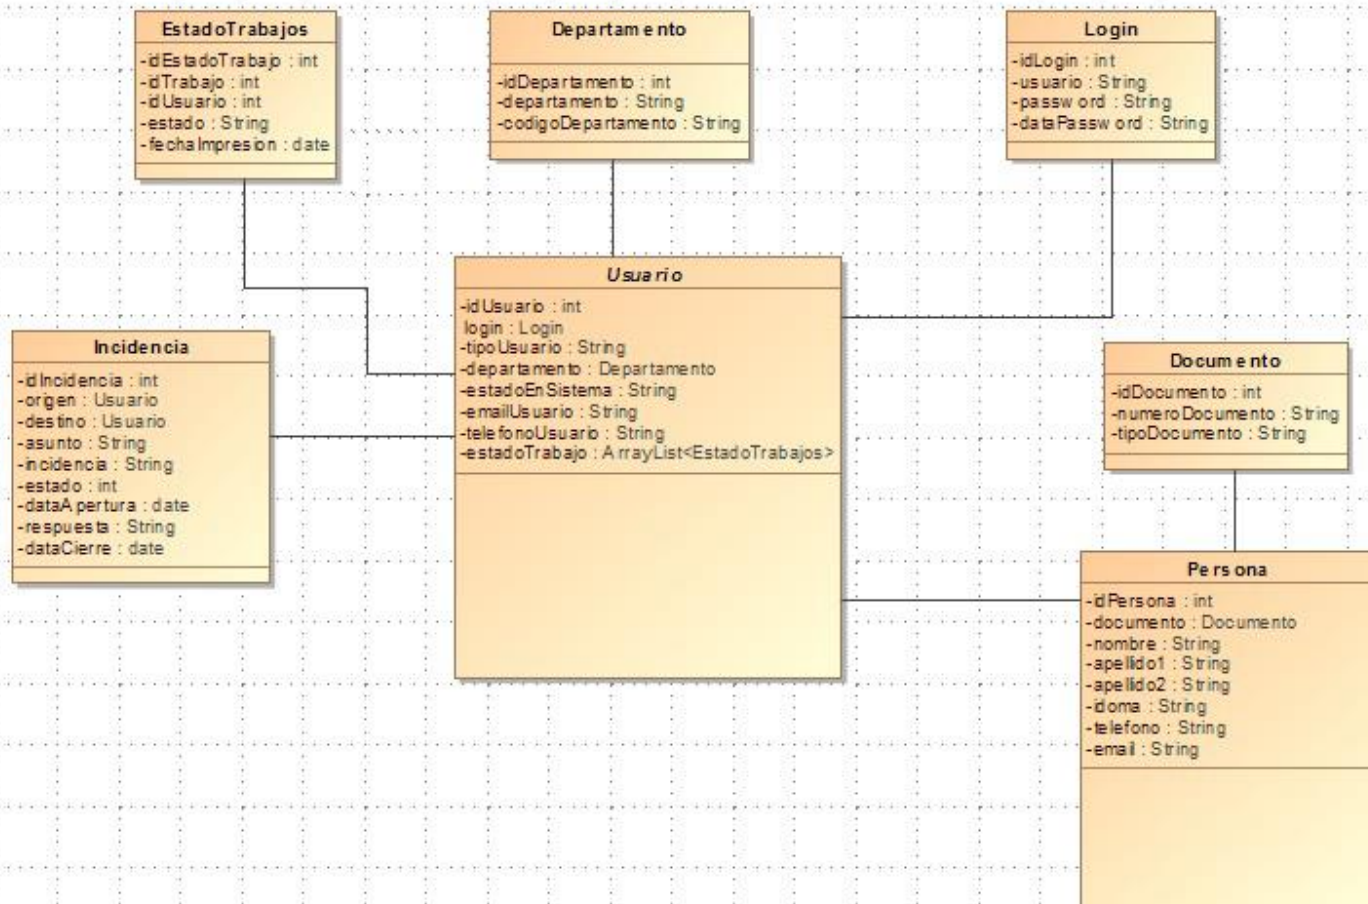 EstadoTrabajos
-idEstadoTrabajo : int
-idTrabajo : int
-idUsuario : int
-estado : String
-fechaImpresion : date
Departamento
-idDepartamento : int
-departamento : String
-codigoDepartamento : String
Login
-idLogin : int
-usuario : String
-password : String
-dataPassword : String
Usuario
-idUsuario : int
login : Login
-tipoUsuario : String
-departamento : Departamento
-estadoEnSistema : String
-emailUsuario : String
-telefonoUsuario : String
-estadoTrabajo : ArrayList<EstadoTrabajos>
Incidencia
-idIncidencia : int
-origen : Usuario
-destino : Usuario
-asunto : String
-incidencia : String
-estado : int
-dataApertura : date
-respuesta : String
-dataCierre : date
Documento
-idDocumento : int
-numeroDocumento : String
-tipoDocumento : String
Persona
-idPersona : int
-documento : Documento
-nombre : String
-apellido1 : String
-apellido2 : String
-idioma : String
-telefono : String
-email : String